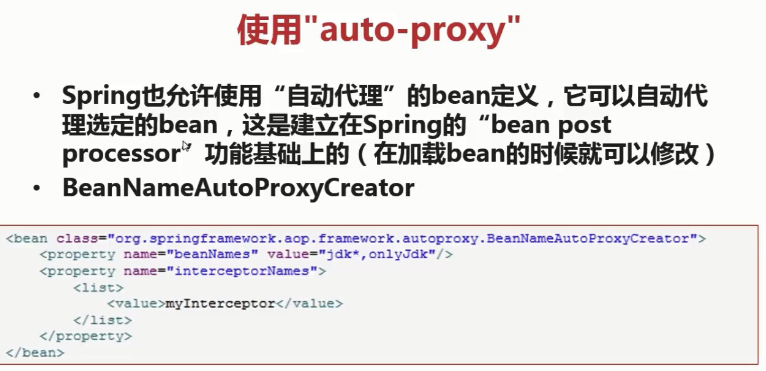 使用"auto-proxy"
• Spring也允许使用“自动代理”的bean定义，它可以自动代
理选定的bean，这是建立在Spring的“bean post
processor”功能基础上的（在加载bean的时候就可以修改）
• BeanNameAutoProxyCreator
<bean class="org.springframework.aop.framework.autoproxy.BeanNameAutoProxyCreator">
<property name="beanNames" value="jdk*,onlyJdk"/>
<property name="interceptorNames">
<list>
<value>myInterceptor</value>
</list>
</property>
</bean>